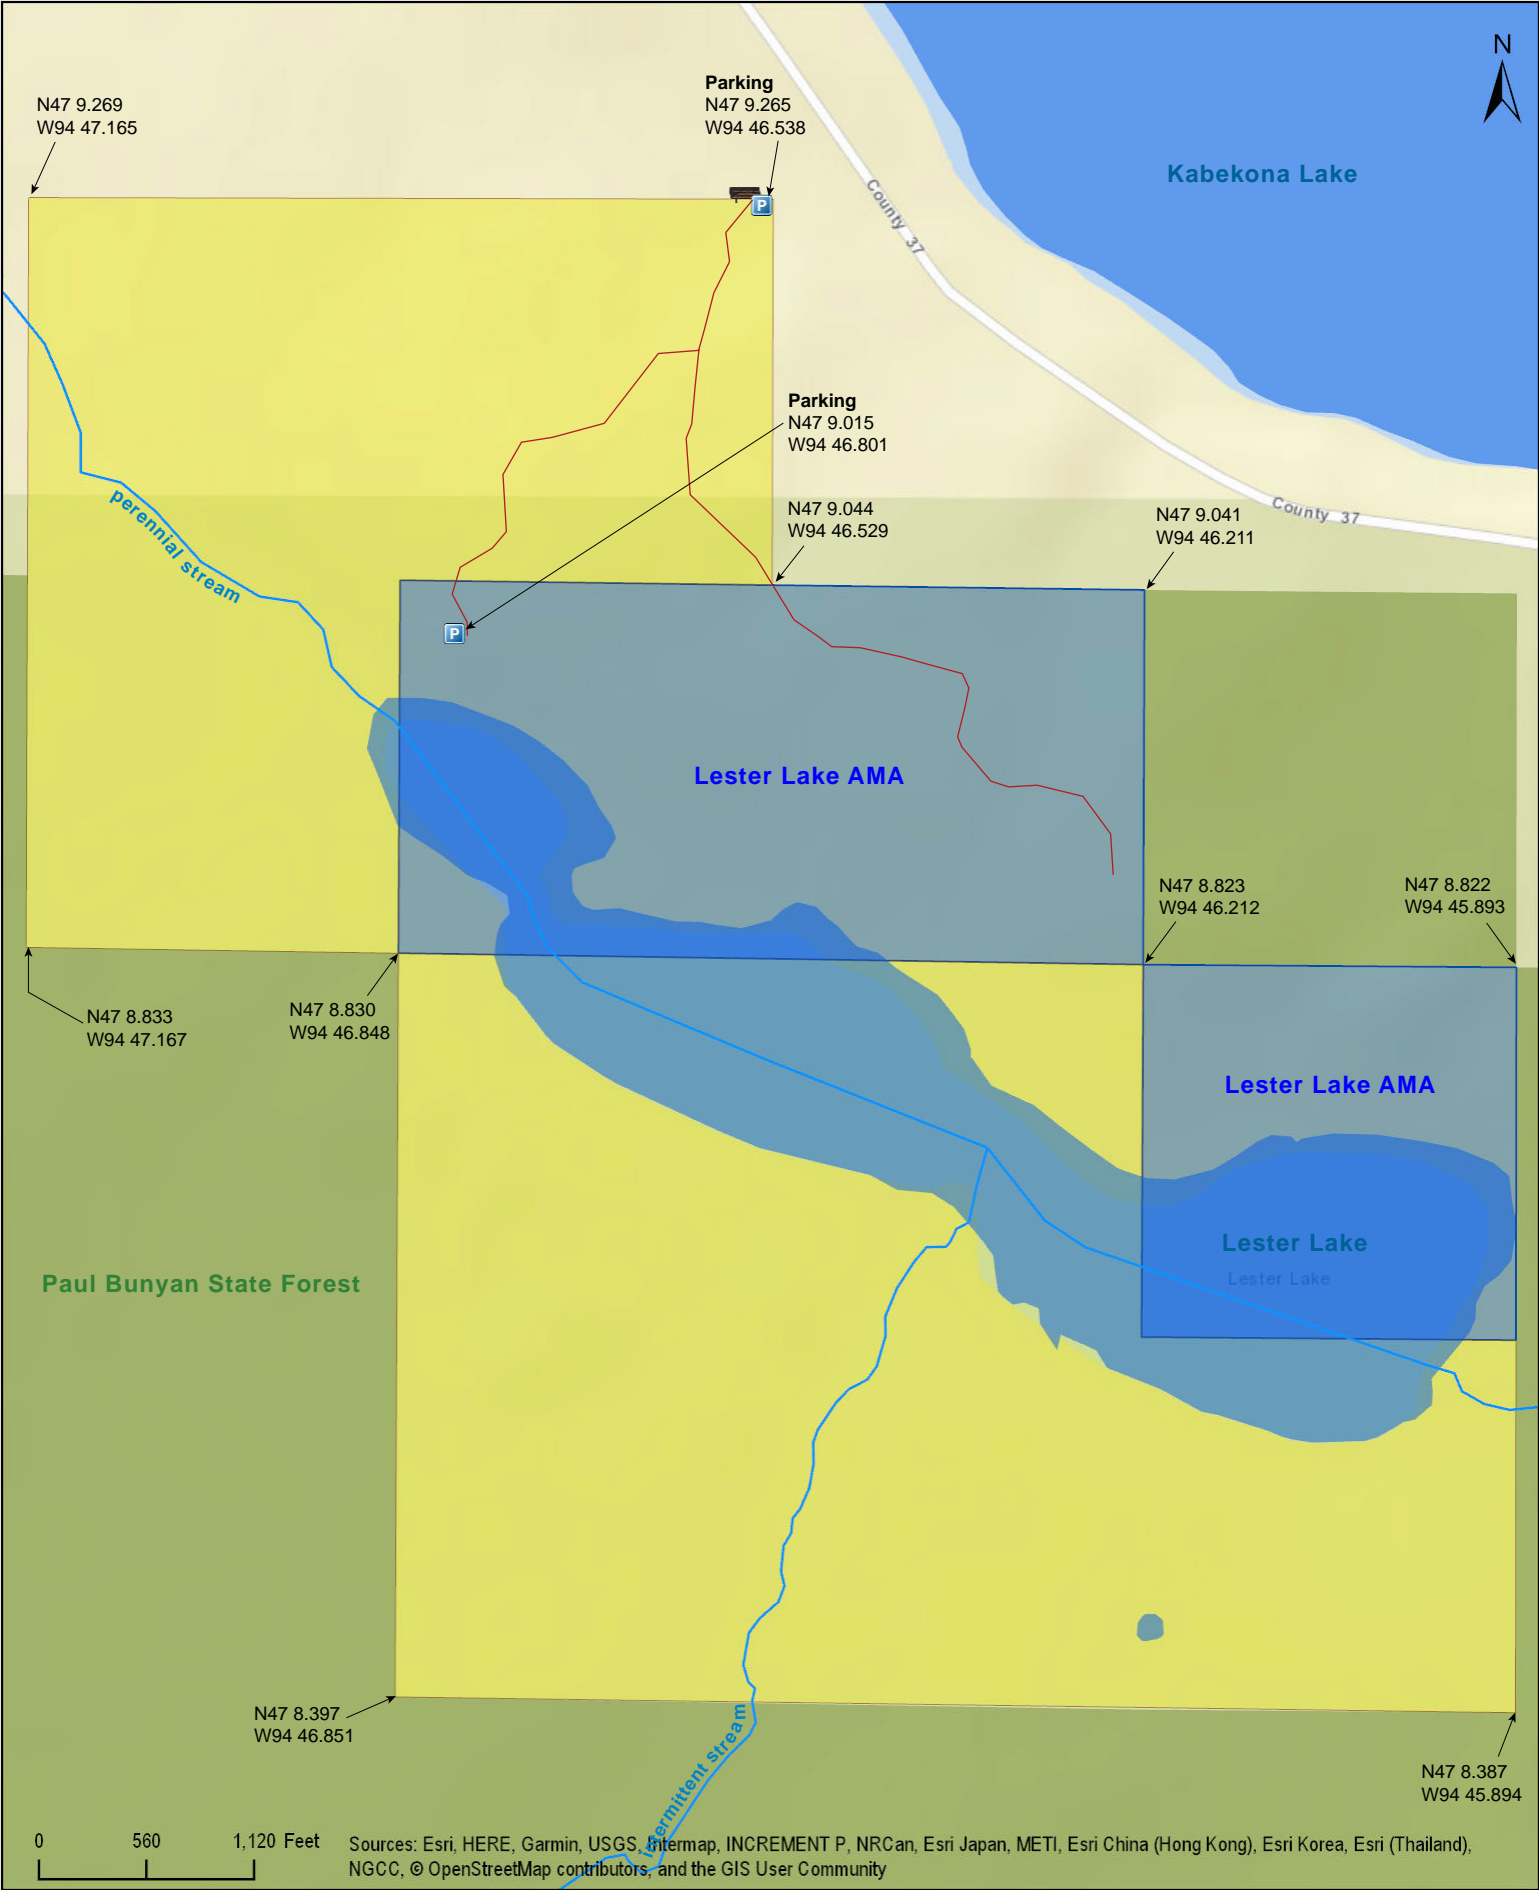 N
Parking
N47 9.265
W94 46.538
N47 9.269
W94 47.165
Kabekona Lake
County 37
Parking
N47 9.015
W94 46.801
N47 9.044
W94 46.529
N47 9.041
W94 46.211
County 37
perennial stream
P
P
Lester Lake AMA
N47 8.823
W94 46.212
N47 8.822
W94 45.893
N47 8.833
W94 47.167
N47 8.830
W94 46.848
Lester Lake AMA
Lester Lake
Lester Lake
Paul Bunyan State Forest
N47 8.397
W94 46.851
intermittent stream
N47 8.387
W94 45.894
0 560 1,120 Feet
Sources: Esri, HERE, Garmin, USGS, Intermap, INCREMENT P, NRCan, Esri Japan, METI, Esri China (Hong Kong), Esri Korea, Esri (Thailand),
NGCC, © OpenStreetMap contributors, and the GIS User Community